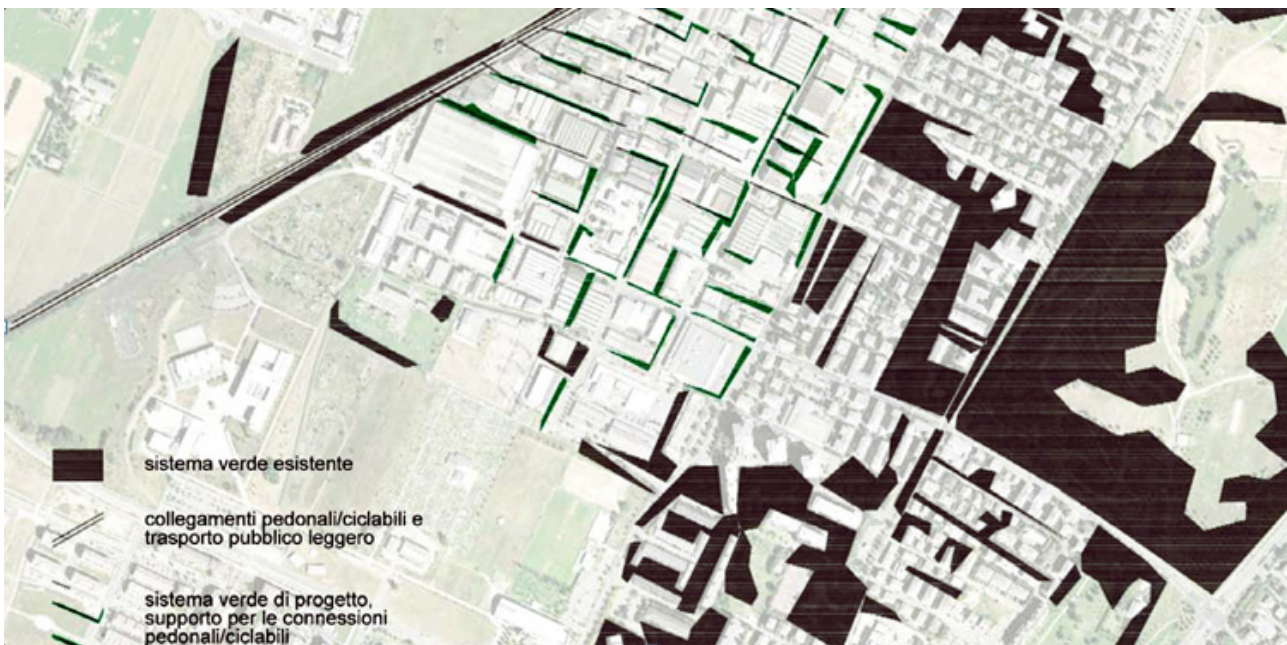 sistema verde esistente
collegamenti pedonali/ciclabili e
trasporto pubblico leggero
sistema verde di progetto,
supporto per le connessioni
pedonali/ciclabili